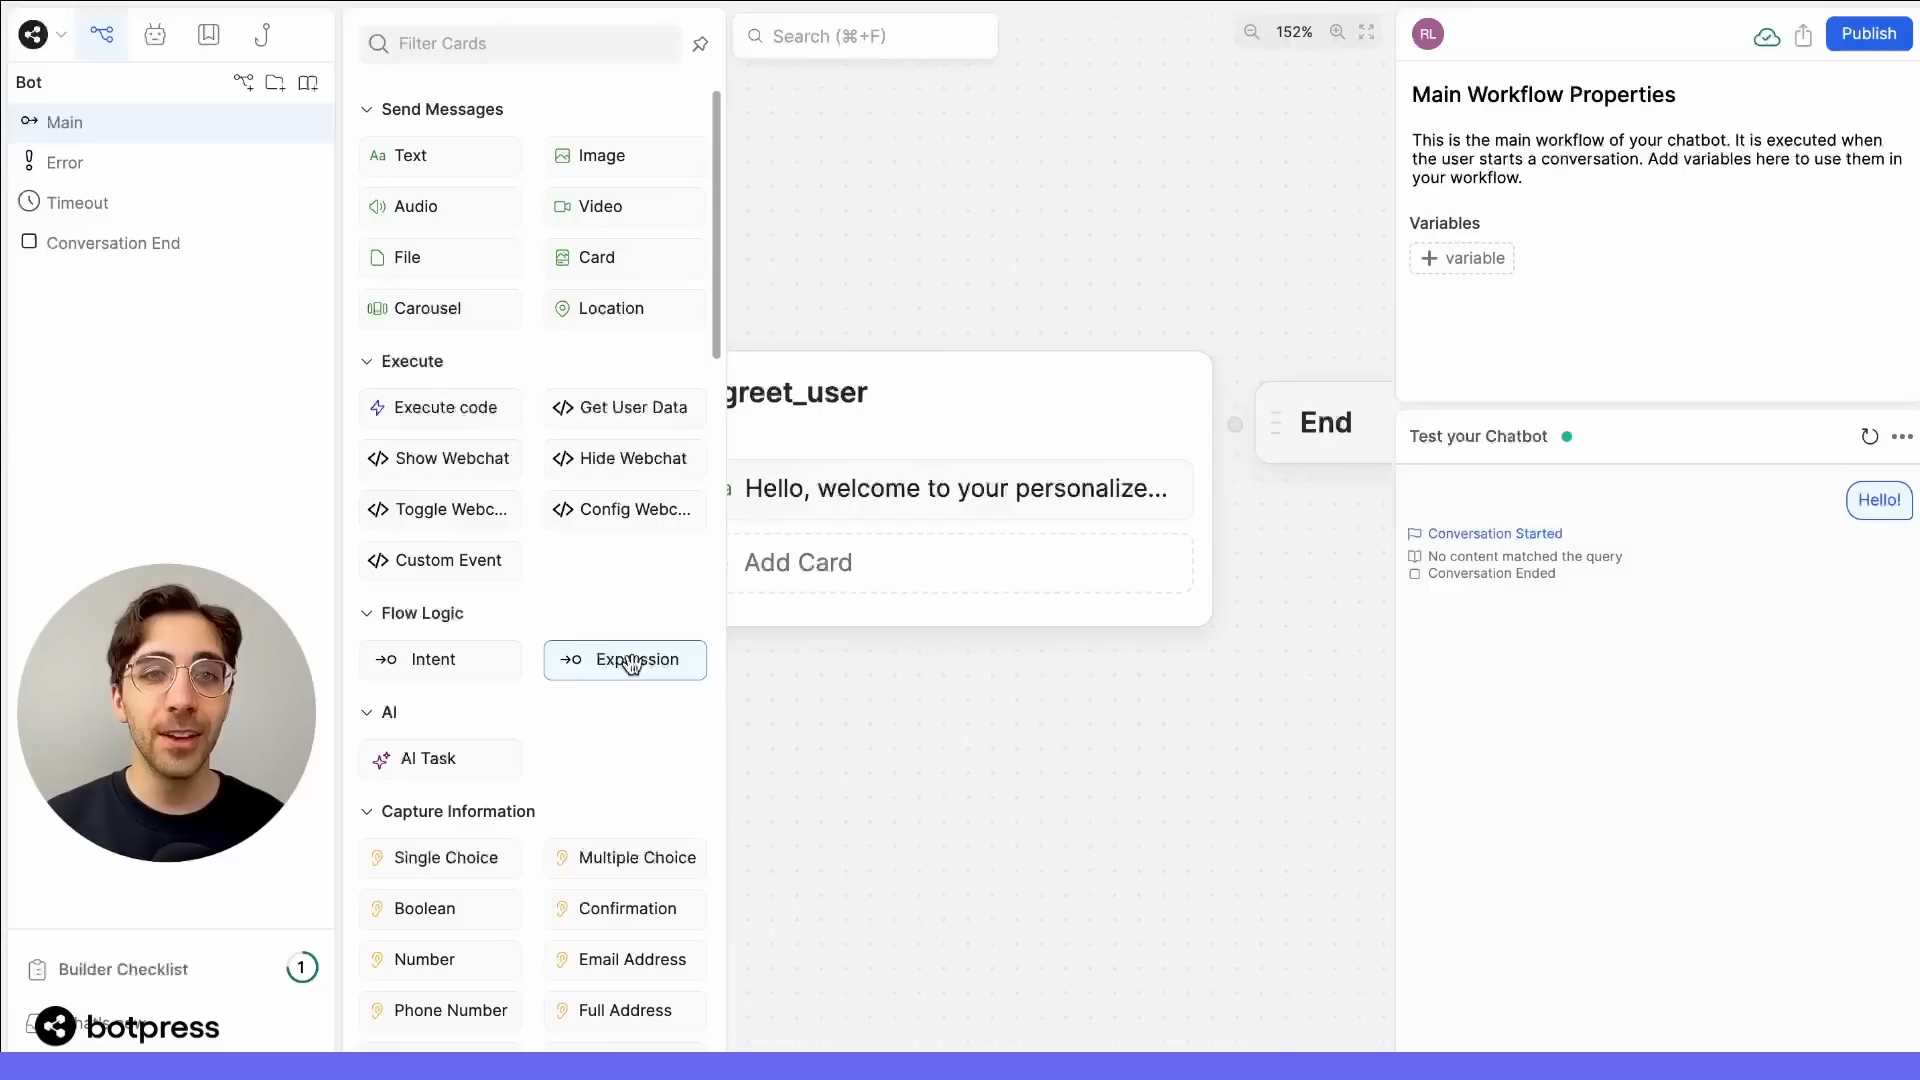 Bot
Main
Error
Timeout
Conversation End
Builder Checklist
1
botpress
Filter Cards
Send Messages
Aa Text
Image
Audio
Video
File
Card
Carousel
Location
Execute
Execute code
</> Get User Data
</> Show Webchat
</> Hide Webchat
</> Toggle Webc...
</> Config Webc...
</> Custom Event
Flow Logic
Intent
Expression
AI
AI Task
Capture Information
Single Choice
Multiple Choice
Boolean
Confirmation
Number
Email Address
Phone Number
Full Address
Search (⌘+F)
152%
greet_user
Hello, welcome to your personalize...
Add Card
End
RL
Publish
Main Workflow Properties
This is the main workflow of your chatbot. It is executed when
the user starts a conversation. Add variables here to use them in
your workflow.
Variables
+ variable
Test your Chatbot
Hello!
Conversation Started
No content matched the query
Conversation Ended